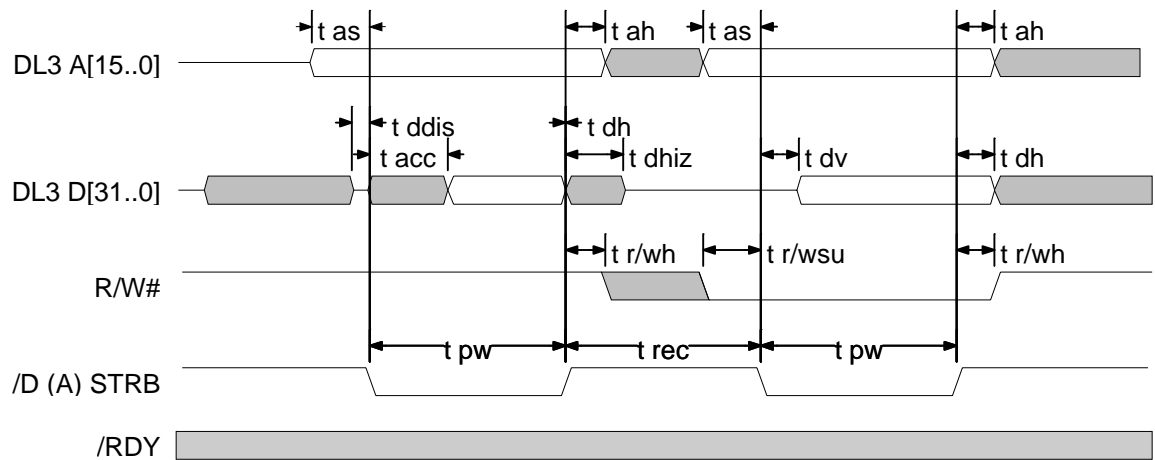 t as
t ah
t as
t ah
DL3 A[15..0]
t ddis
t dh
t acc
t dhiz
t dv
t dh
DL3 D[31..0]
t r/wh
t r/wsu
t r/wh
R/W#
t pw
t rec
t pw
/D (A) STRB
/RDY